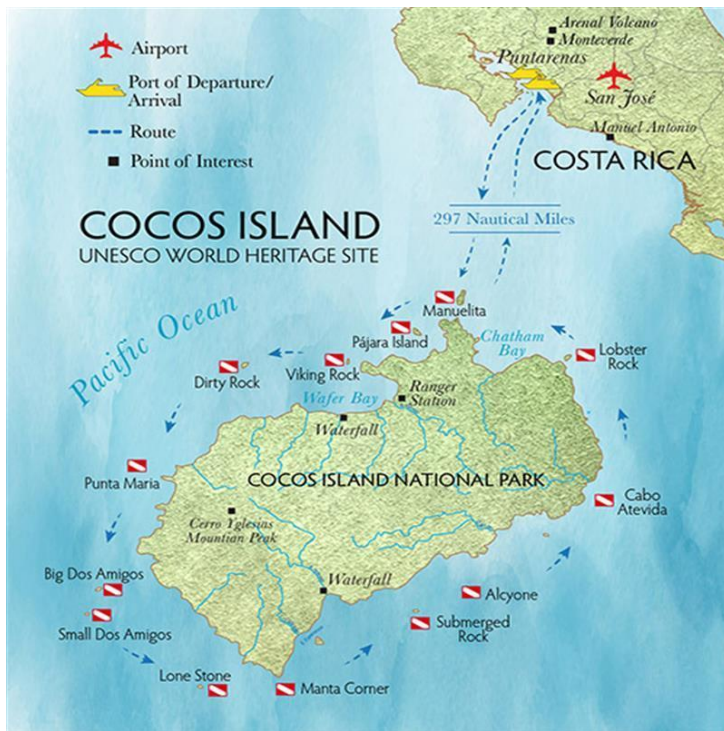 Airport
Port of Departure/
Arrival
Route
Point of Interest
Arenal Volcano
Monteverde
Puntarenas
San José
Manuel Antonio
COSTA RICA
COCOS ISLAND
UNESCO WORLD HERITAGE SITE
297 Nautical Miles
Pacific Ocean
Manuelita
Pájara Island
Chatham
Bay
Lobster
Rock
Viking Rock
Dirty Rock
Wafer Bay
Ranger
Station
Waterfall
Punta Maria
COCOS ISLAND NATIONAL PARK
Cabo
Atevida
Cerro Yglesias
Mountian Peak
Big Dos Amigos
Waterfall
Alcyone
Small Dos Amigos
Submerged
Rock
Lone Stone
Manta Corner